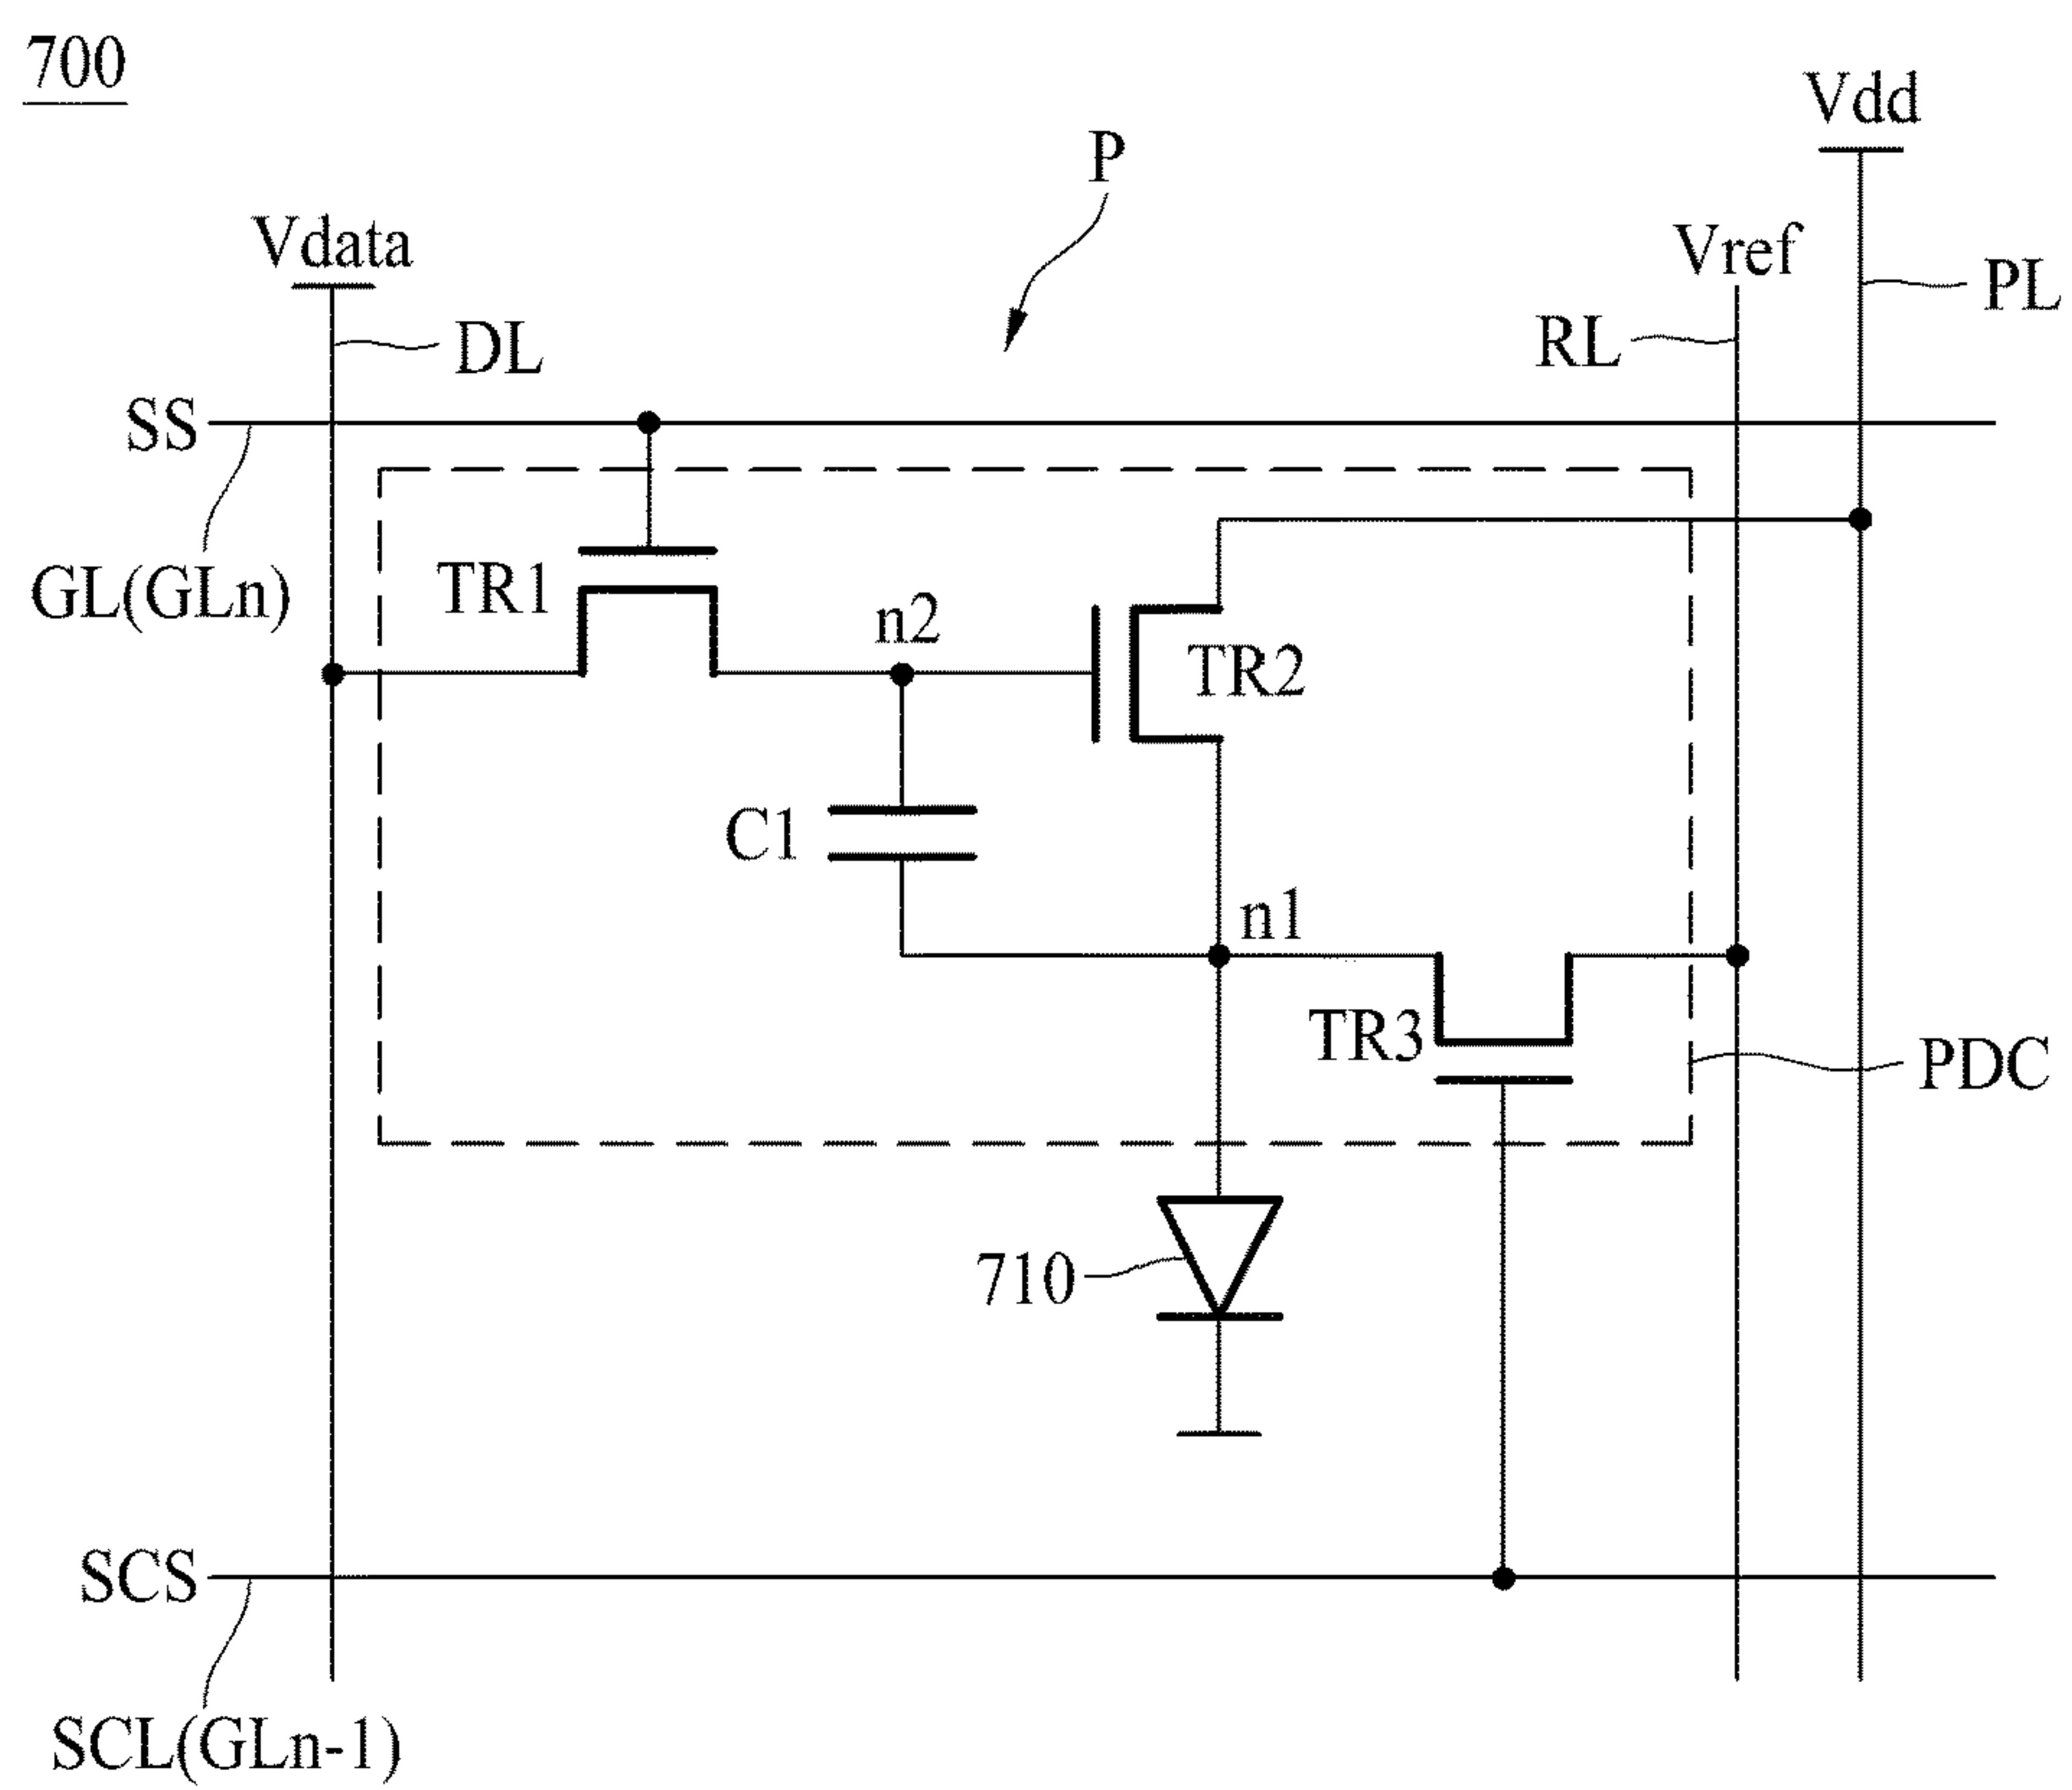 700
Vdd
P
Vdata
Vref
PL
DL
RL
SS
TR1
GL(GLn)
n2
TR2
C1
n1
TR3
PDC
710
SCS
SCL(GLn-1)